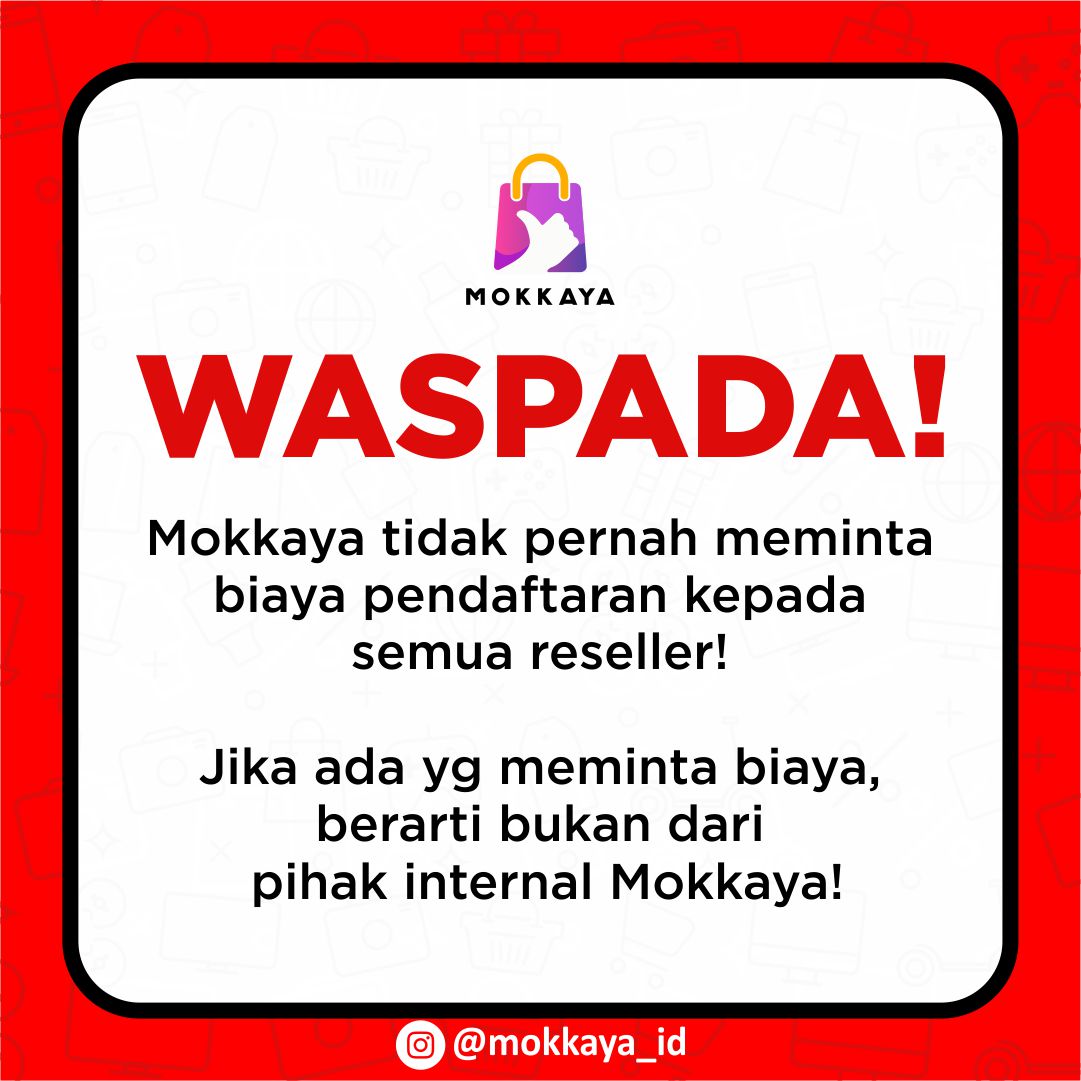 MOKKAYA
WASPADA!
Mokkaya tidak pernah meminta
biaya pendaftaran kepada
semua reseller!
Jika ada yg meminta biaya,
berarti bukan dari
pihak internal Mokkaya!
@mokkaya_id